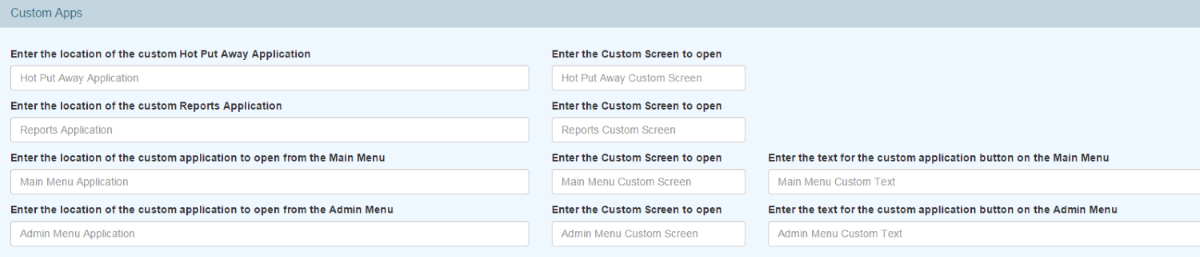 Custom Apps
Enter the location of the custom Hot Put Away Application
Enter the Custom Screen to open
Hot Put Away Application
Hot Put Away Custom Screen
Enter the location of the custom Reports Application
Enter the Custom Screen to open
Reports Application
Reports Custom Screen
Enter the location of the custom application to open from the Main Menu
Enter the Custom Screen to open
Enter the text for the custom application button on the Main Menu
Main Menu Application
Main Menu Custom Screen
Main Menu Custom Text
Enter the location of the custom application to open from the Admin Menu
Enter the Custom Screen to open
Enter the text for the custom application button on the Admin Menu
Admin Menu Application
Admin Menu Custom Screen
Admin Menu Custom Text